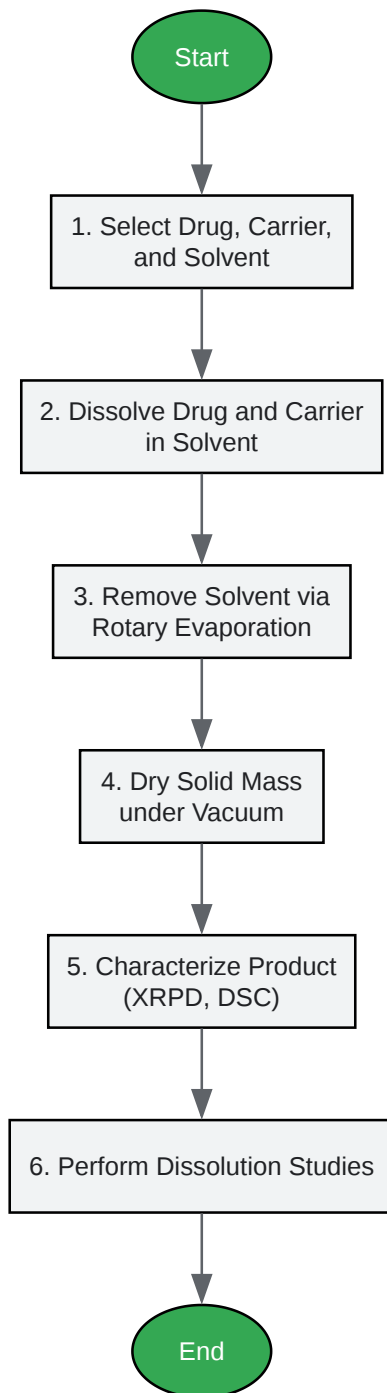 Start
1. Select Drug, Carrier,
and Solvent
2. Dissolve Drug and Carrier
in Solvent
3. Remove Solvent via
Rotary Evaporation
4. Dry Solid Mass
under Vacuum
5. Characterize Product
(XRPD, DSC)
6. Perform Dissolution Studies
End